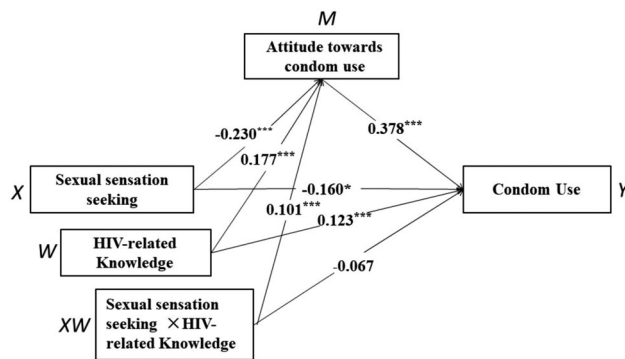 M
Attitude towards
condom use
-0.230***
0.378***
0.177***
X
Sexual sensation
seeking
-0.160*
Condom Use
Y
0.101***
0.123***
W
HIV-related
Knowledge
-0.067
XW
Sexual sensation
seeking ×HIV-
related Knowledge